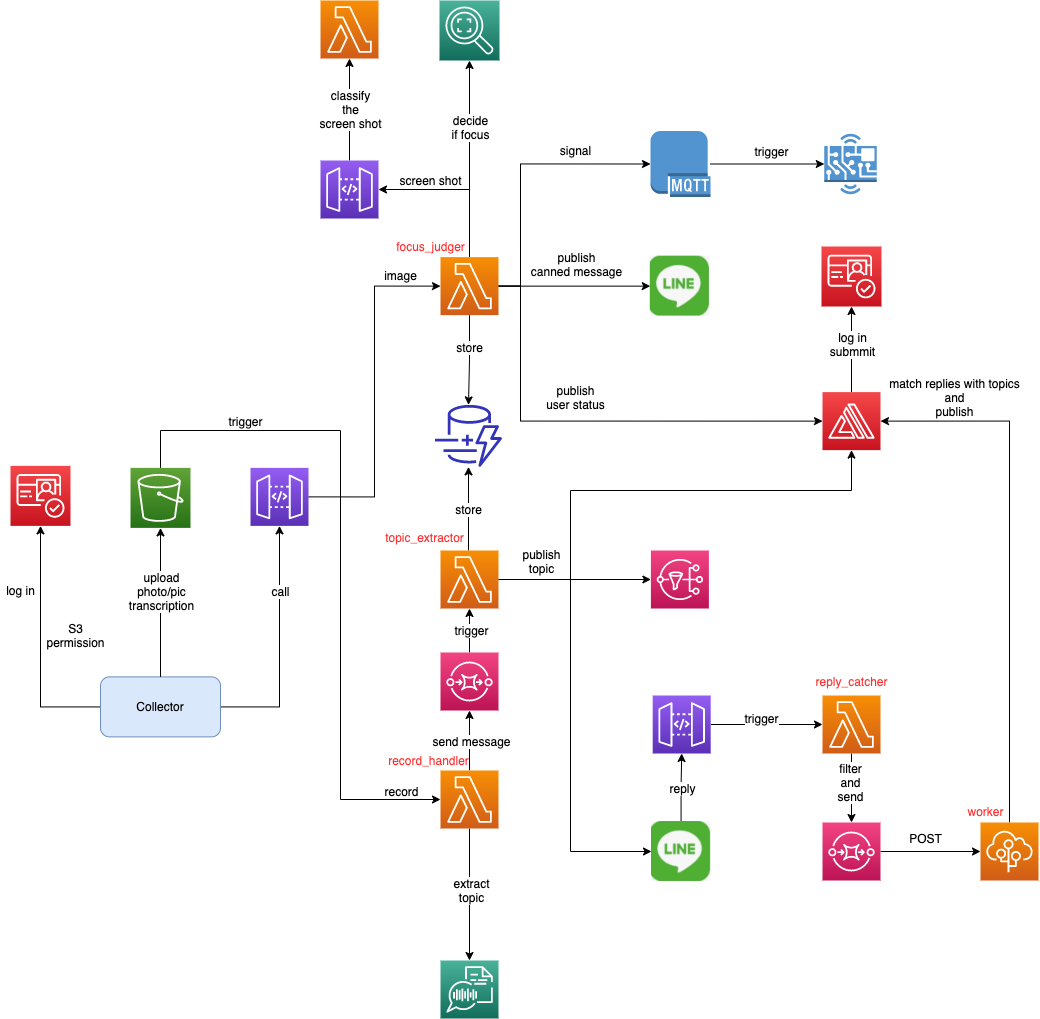 classify
the
screen shot
decide
if focus
screen shot
signal
MQTT
trigger
focus_judger
image
publish
canned message
LINE
log in
submmit
store
publish
user status
match replies with topics
and
publish
trigger
store
topic_extractor
publish
topic
log in
upload
photo/pic
transcription
call
S3
permission
trigger
Collector
send message
record_handler
record
reply_catcher
trigger
reply
filter
and
send
worker
LINE
POST
extract
topic